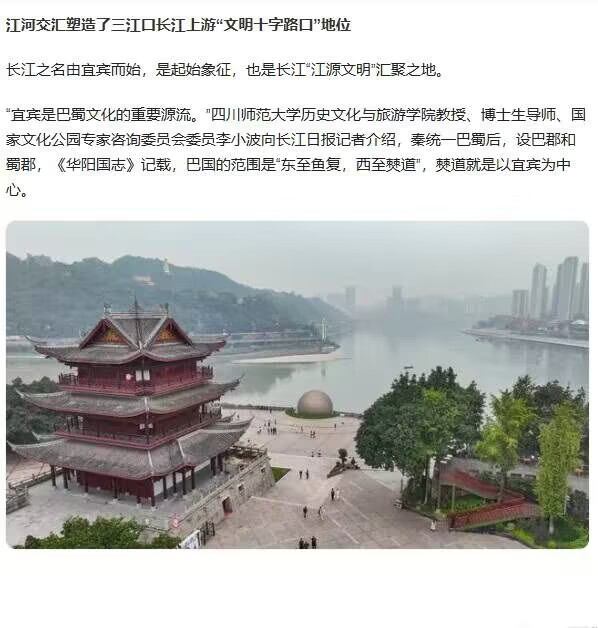 江河交汇塑造了三江口长江上游“文明十字路口”地位
长江之名由宜宾而始，是起始象征，也是长江“江源文明”汇聚之地。
“宜宾是巴蜀文化的重要源流。”四川师范大学历史文化与旅游学院教授、博士生导师、国
家文化公园专家咨询委员会委员李小波向长江日报记者介绍，秦统一巴蜀后，设巴郡和
蜀郡，《华阳国志》记载，巴国的范围是“东至鱼复，西至僰道”，僰道就是以宜宾为中
心。